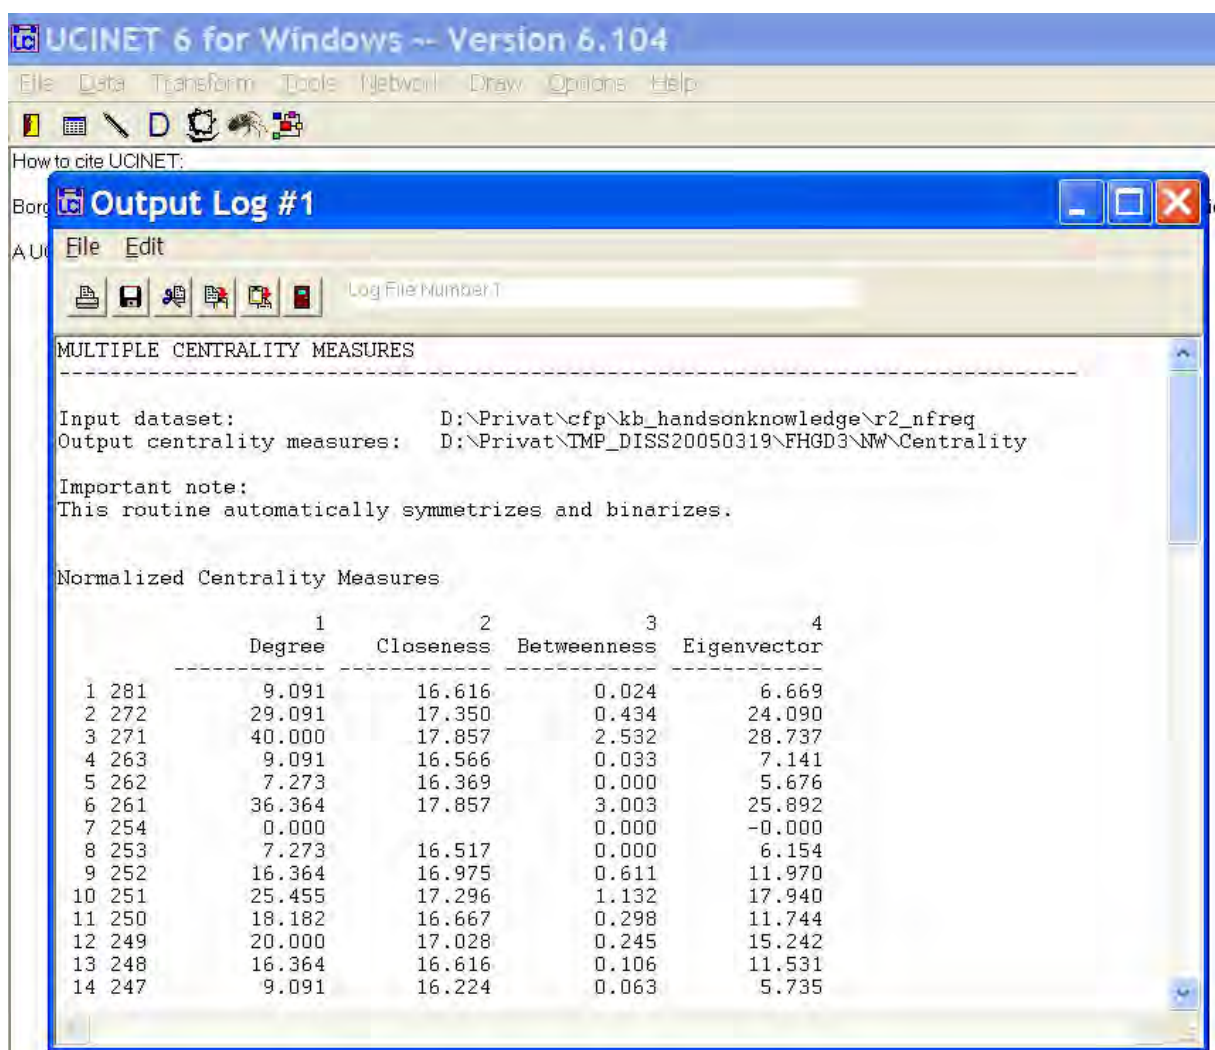 UCINET 6 for Windows -- Version 6.104
File Data Transform Tools Network Draw Options Help
D
How to cite UCINET:
Output Log #1
File Edit
Log File Number 1
MULTIPLE CENTRALITY MEASURES
--------------------------------------------------------------------------------
Input dataset: D:\Privat\cfp\kb_handsonknowledge\r2_nfreq
Output centrality measures: D:\Privat\TMP_DISS20050319\FHGD3\NW\Centrality
Important note:
This routine automatically symmetrizes and binarizes.
Normalized Centrality Measures
1 2 3 4
Degree Closeness Betweenness Eigenvector
------------ ------------ ------------ ------------
1 281 9.091 16.616 0.024 6.669
2 272 29.091 17.350 0.434 24.090
3 271 40.000 17.857 2.532 28.737
4 263 9.091 16.566 0.033 7.141
5 262 7.273 16.369 0.000 5.676
6 261 36.364 17.857 3.003 25.892
7 254 0.000 0.000 -0.000
8 253 7.273 16.517 0.000 6.154
9 252 16.364 16.975 0.611 11.970
10 251 25.455 17.296 1.132 17.940
11 250 18.182 16.667 0.298 11.744
12 249 20.000 17.028 0.245 15.242
13 248 16.364 16.616 0.106 11.531
14 247 9.091 16.224 0.063 5.735